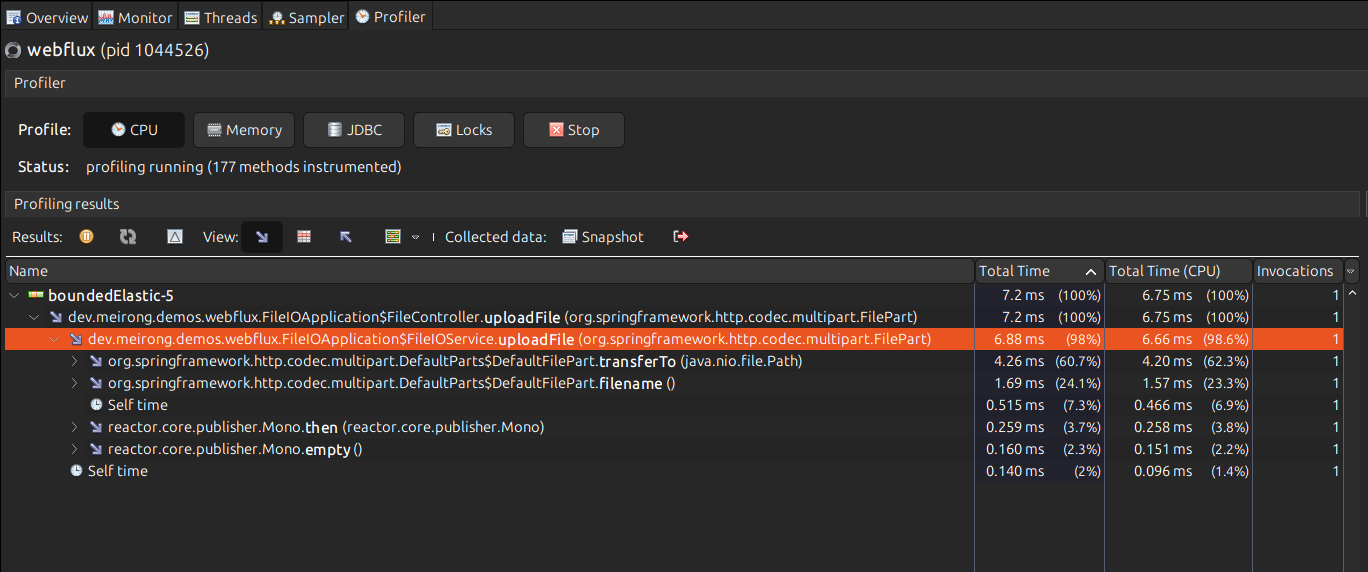 Overview Monitor Threads Sampler Profiler
webflux (pid 1044526)
Profiler
Profile: CPU Memory JDBC Locks Stop
Status: profiling running (177 methods instrumented)
Profiling results
Results: View: Collected data: Snapshot
Name Total Time Total Time (CPU) Invocations
boundedElastic-5 7.2 ms (100%) 6.75 ms (100%) 1
dev.meirong.demos.webflux.FileIOApplication$FileController.uploadFile (org.springframework.http.codec.multipart.FilePart) 7.2 ms (100%) 6.75 ms (100%) 1
dev.meirong.demos.webflux.FileIOApplication$FileIOService.uploadFile (org.springframework.http.codec.multipart.FilePart) 6.88 ms (98%) 6.66 ms (98.6%) 1
org.springframework.http.codec.multipart.DefaultParts$DefaultFilePart.transferTo (java.nio.file.Path) 4.26 ms (60.7%) 4.20 ms (62.3%) 1
org.springframework.http.codec.multipart.DefaultParts$DefaultFilePart.filename () 1.69 ms (24.1%) 1.57 ms (23.3%) 1
Self time 0.515 ms (7.3%) 0.466 ms (6.9%) 1
reactor.core.publisher.Mono.then (reactor.core.publisher.Mono) 0.259 ms (3.7%) 0.258 ms (3.8%) 1
reactor.core.publisher.Mono.empty () 0.160 ms (2.3%) 0.151 ms (2.2%) 1
Self time 0.140 ms (2%) 0.096 ms (1.4%) 1